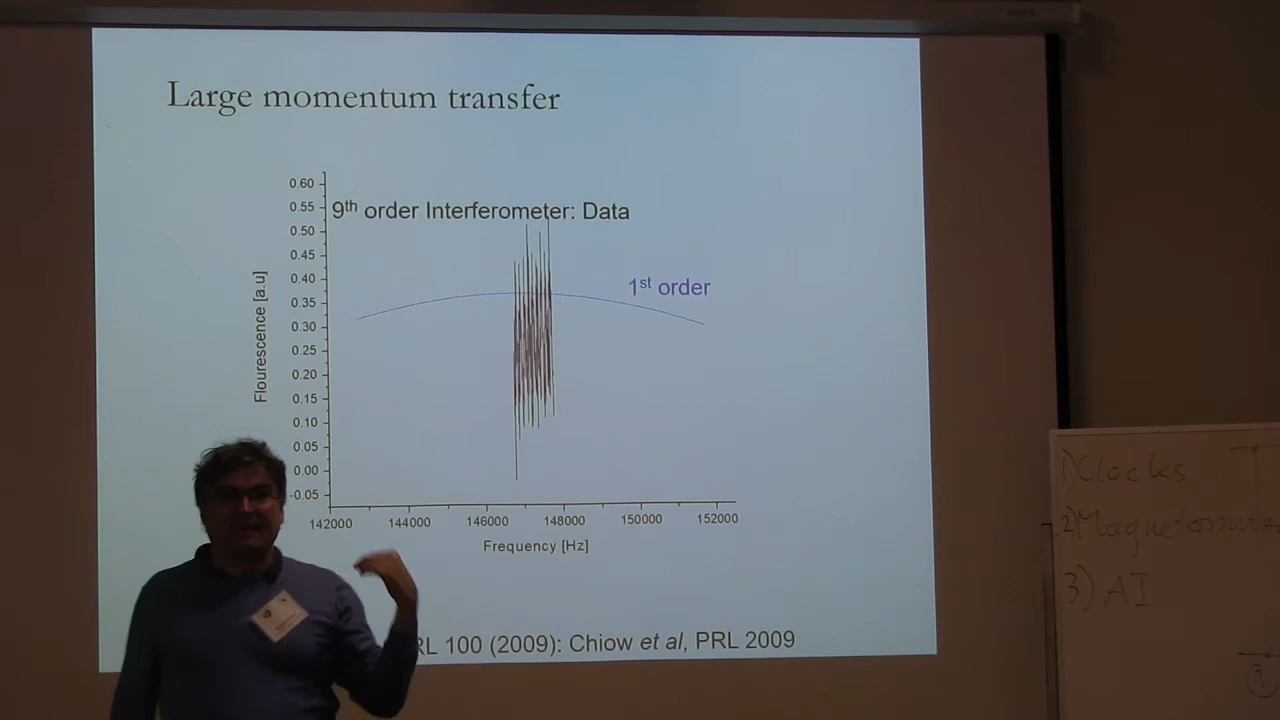 Large momentum transfer
0.60
0.55
0.50
0.45
0.40
0.35
0.30
0.25
0.20
0.15
0.10
0.05
0.00
-0.05
9th order Interferometer: Data
1st order
Flourescence [a.u]
142000 144000 146000 148000 150000 152000
Frequency [Hz]
RL 100 (2009): Chiow et al, PRL 2009
1) Clocks
2) Magnetometers
3) AI